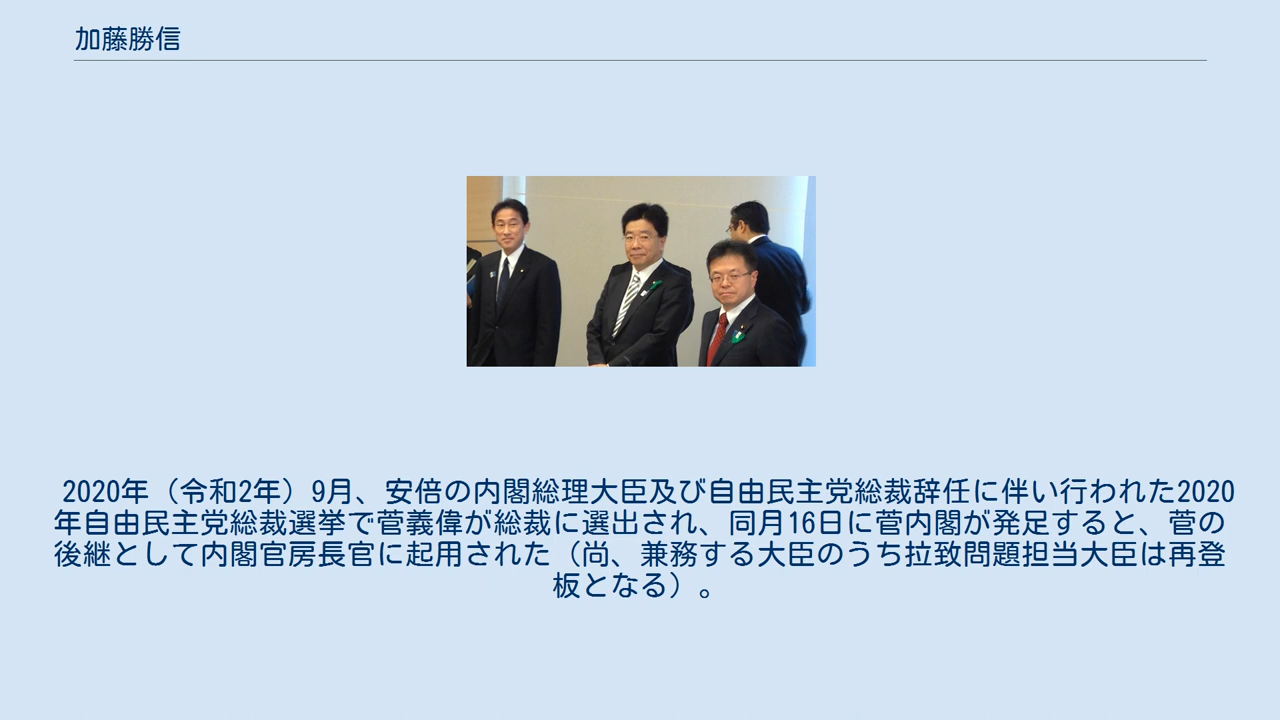 加藤勝信
2020年（令和2年）9月、安倍の内閣総理大臣及び自由民主党総裁辞任に伴い行われた2020
年自由民主党総裁選挙で菅義偉が総裁に選出され、同月16日に菅内閣が発足すると、菅の
後継として内閣官房長官に起用された（尚、兼務する大臣のうち拉致問題担当大臣は再登
板となる）。